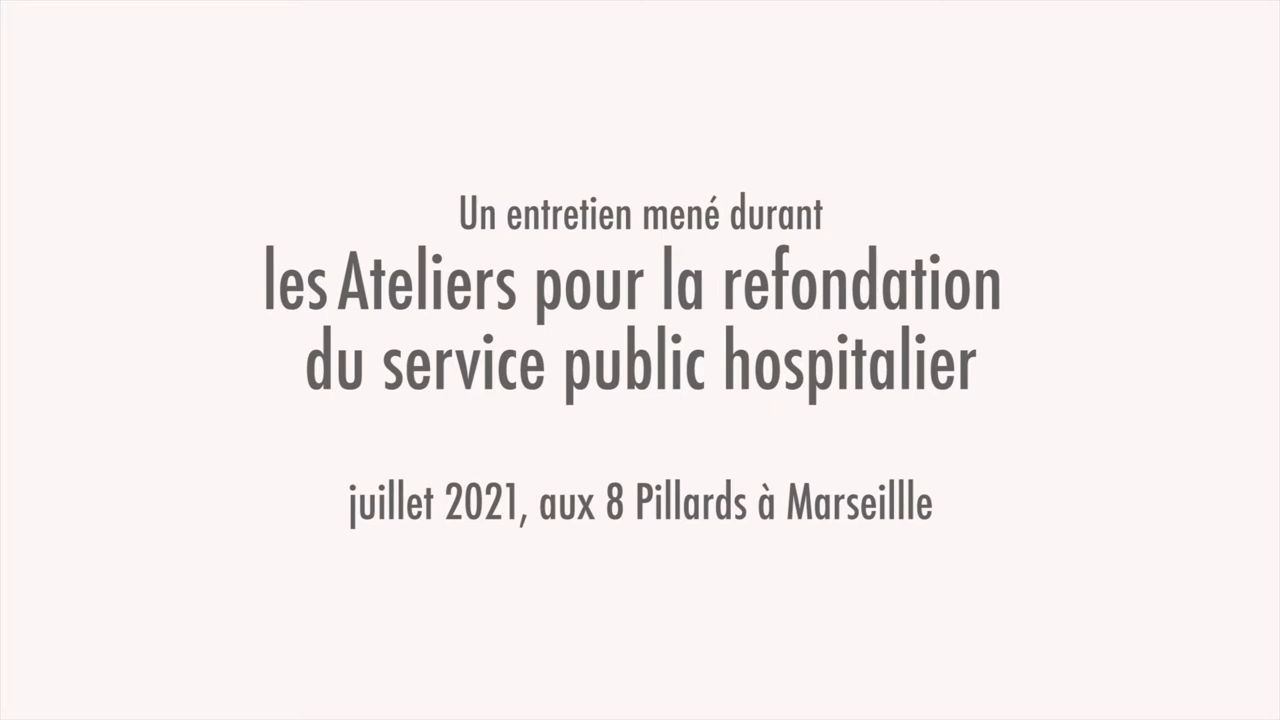 Un entretien mené durant
les Ateliers pour la refondation
du service public hospitalier
juillet 2021, aux 8 Pillards à Marseillle